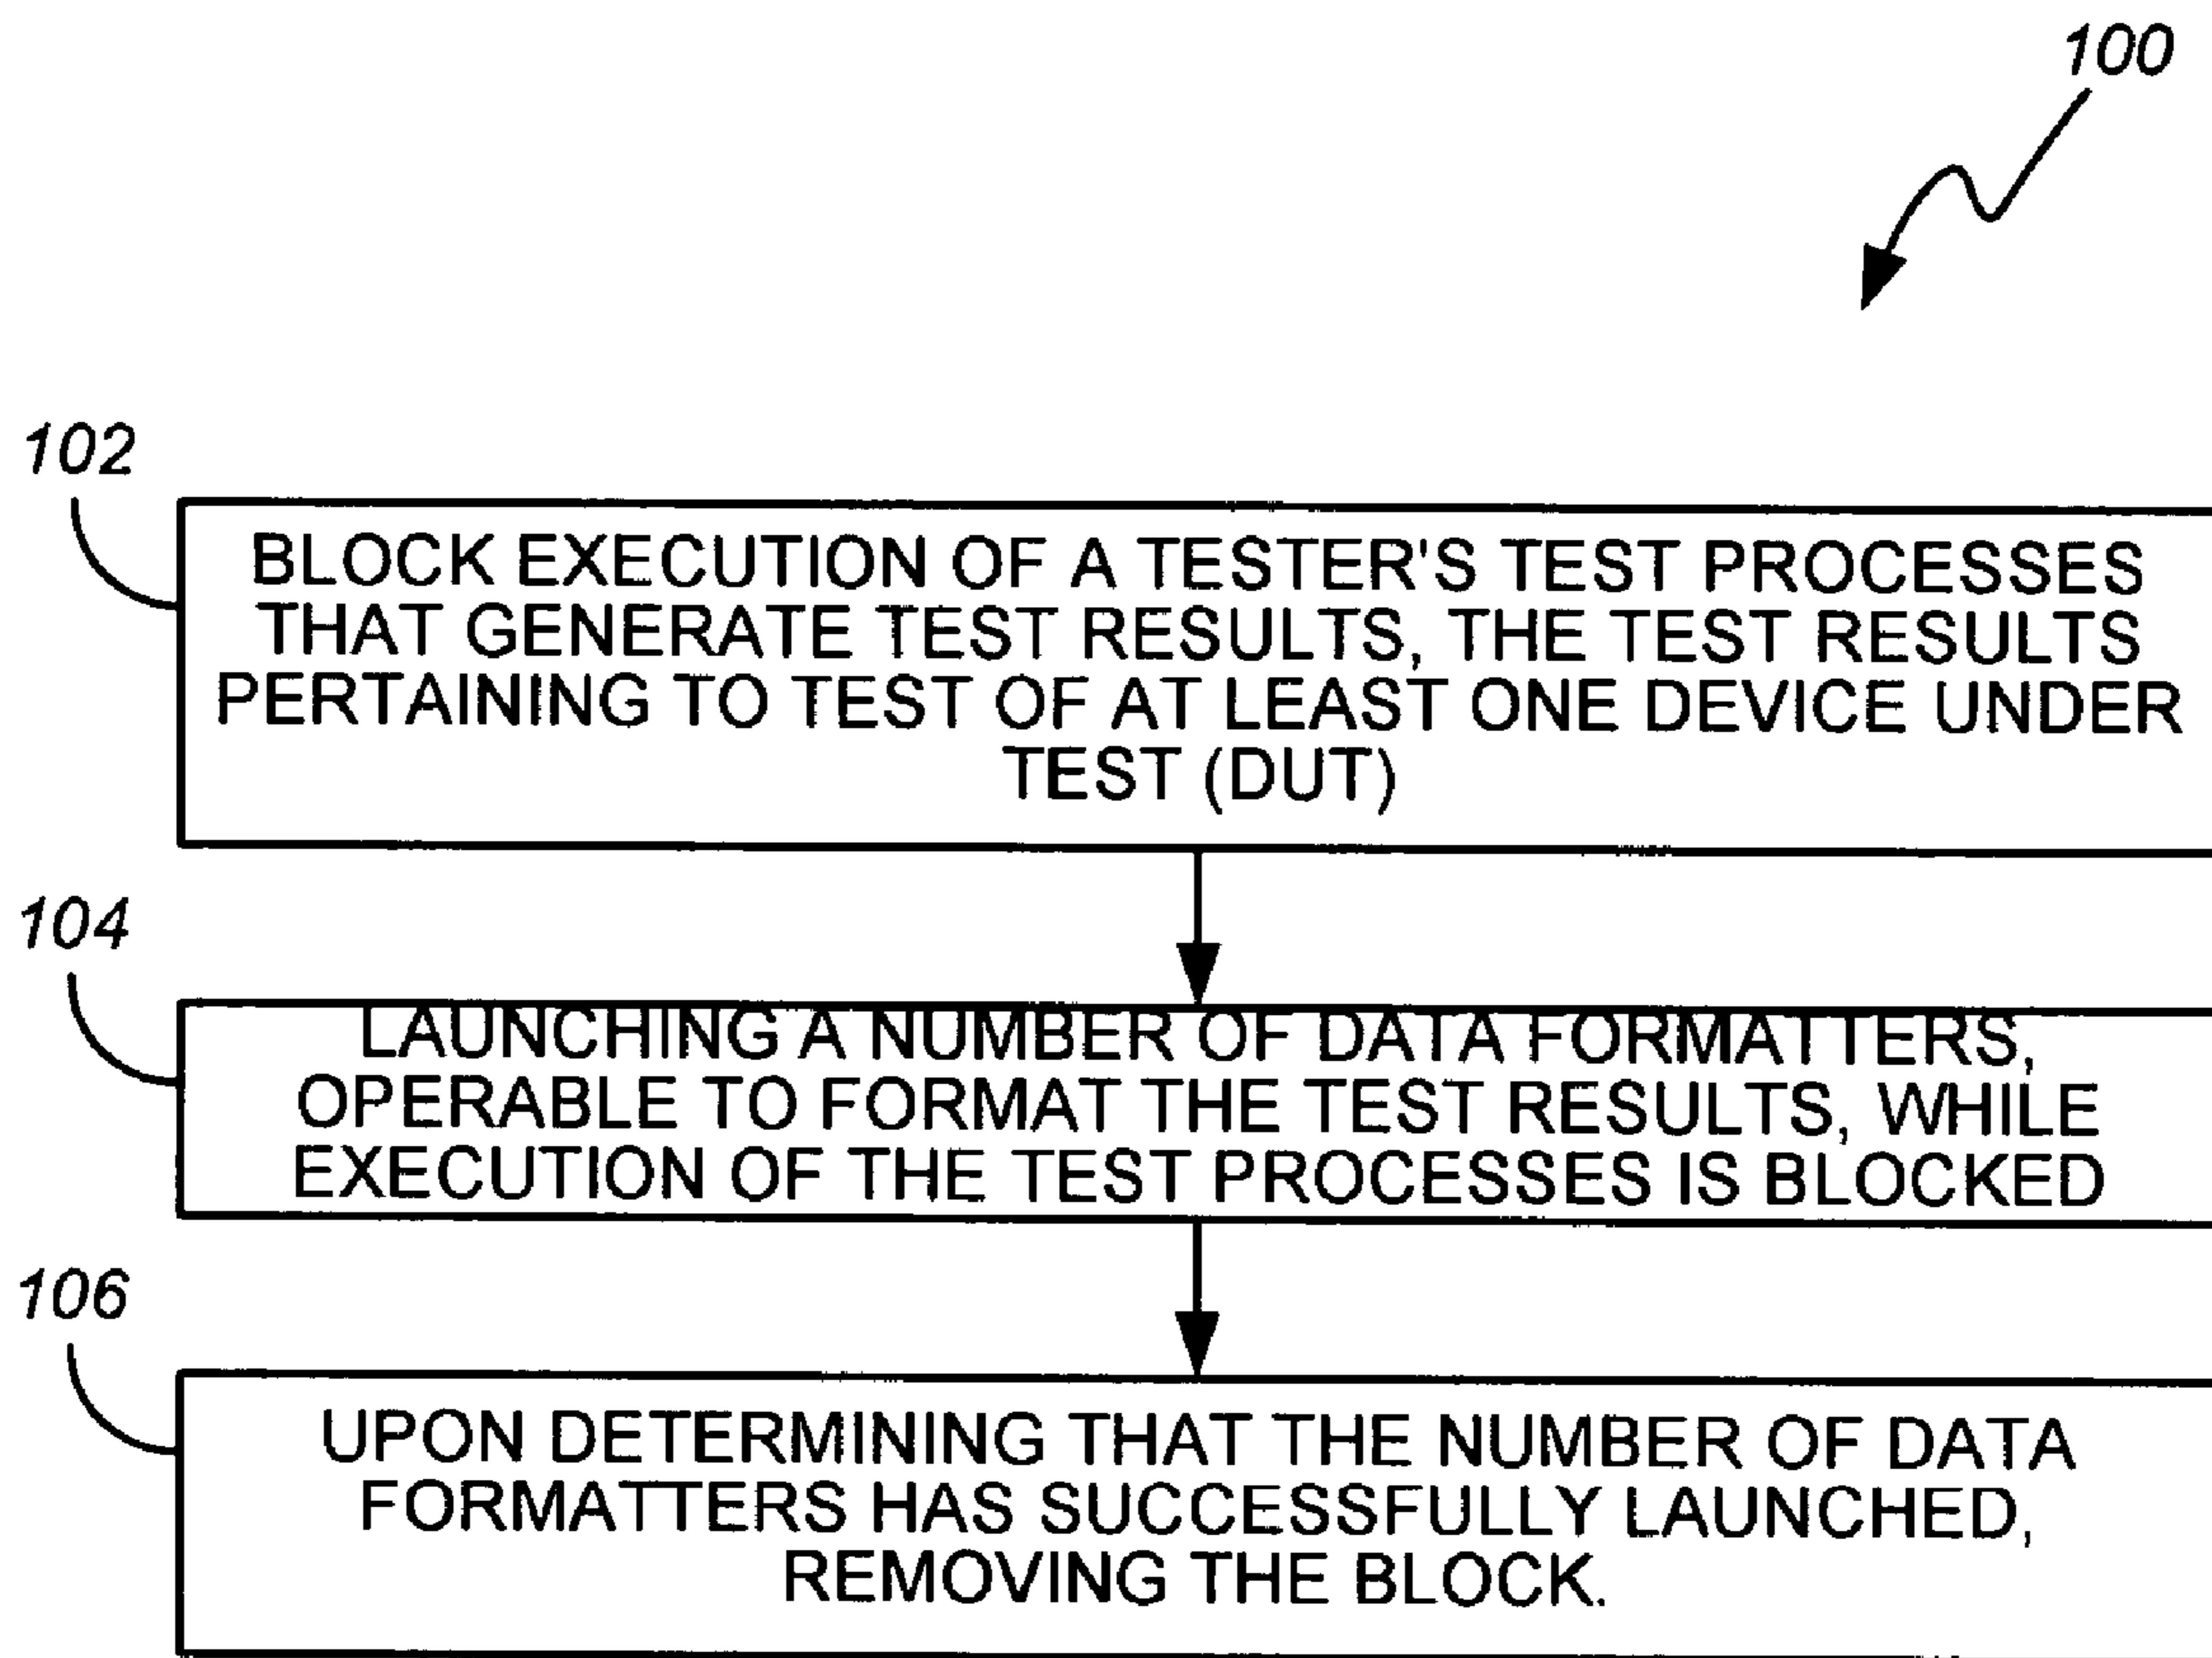 100
102
BLOCK EXECUTION OF A TESTER'S TEST PROCESSES
THAT GENERATE TEST RESULTS, THE TEST RESULTS
PERTAINING TO TEST OF AT LEAST ONE DEVICE UNDER
TEST (DUT)
104
LAUNCHING A NUMBER OF DATA FORMATTERS,
OPERABLE TO FORMAT THE TEST RESULTS, WHILE
EXECUTION OF THE TEST PROCESSES IS BLOCKED
106
UPON DETERMINING THAT THE NUMBER OF DATA
FORMATTERS HAS SUCCESSFULLY LAUNCHED,
REMOVING THE BLOCK.